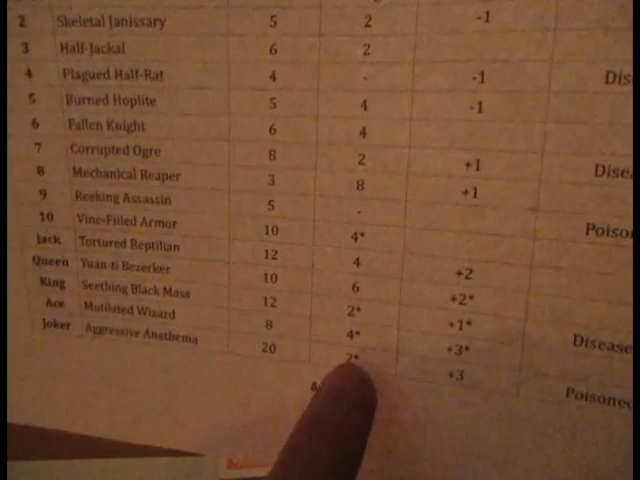 2 Skeletal Janissary 5 2 -1
3 Half-Jackal 6 2
4 Plagued Half-Rat 4 - -1 Dis
5 Burned Hoplite 5 4 -1
6 Fallen Knight 6 4
7 Corrupted Ogre 8 2 +1 Disea
8 Mechanical Reaper 3 8 +1
9 Reeking Assassin 5 - Poiso
10 Vine-Filled Armor 10 4*
Jack Tortured Reptilian 12 4 +2
Queen Yuan-ti Bezerker 10 6 +2*
King Seething Black Mass 12 2* +1* Disease
Ace Mutilated Wizard 8 4* +3*
Joker Aggressive Anathema 20 2* +3 Poisone